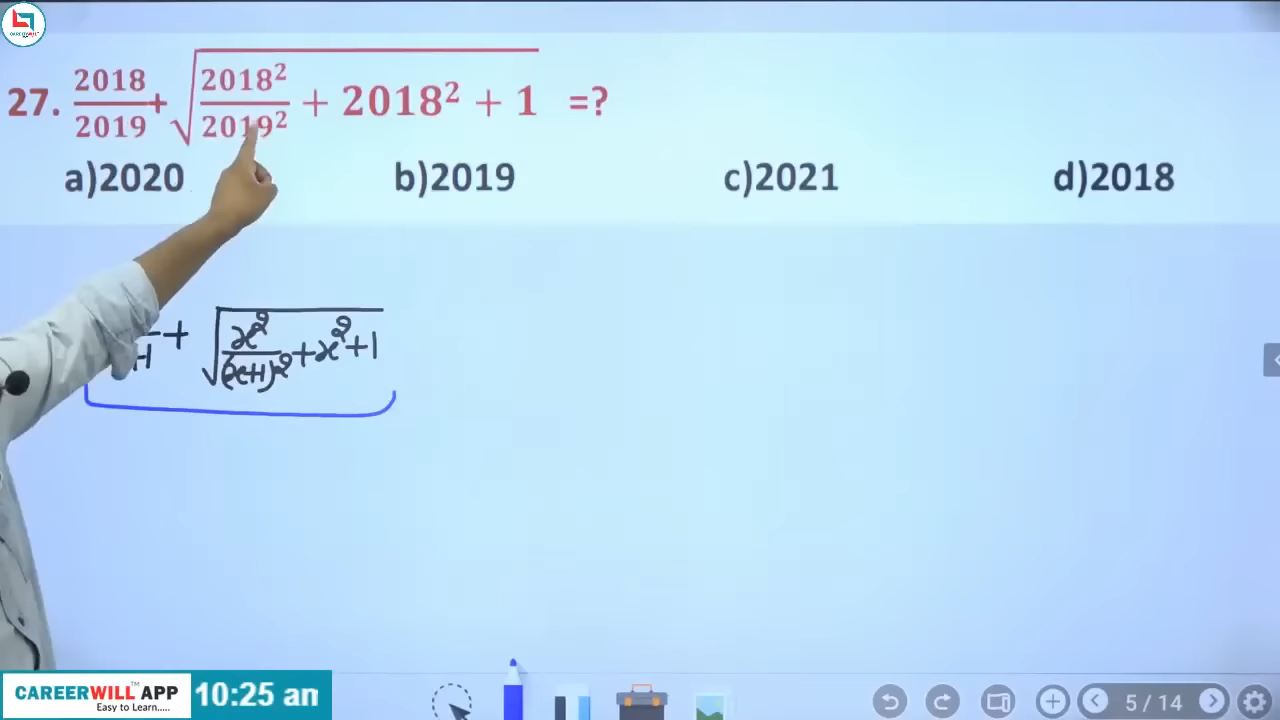 CAREERWILL
27. 2018/2019 + √(2018²/2019² + 2018² + 1) =?
a)2020 b)2019 c)2021 d)2018
+ √(x²/(x+1)² + x² + 1)
CAREERWILL™ APP
Easy to Learn.....
10:25 an
5 / 14